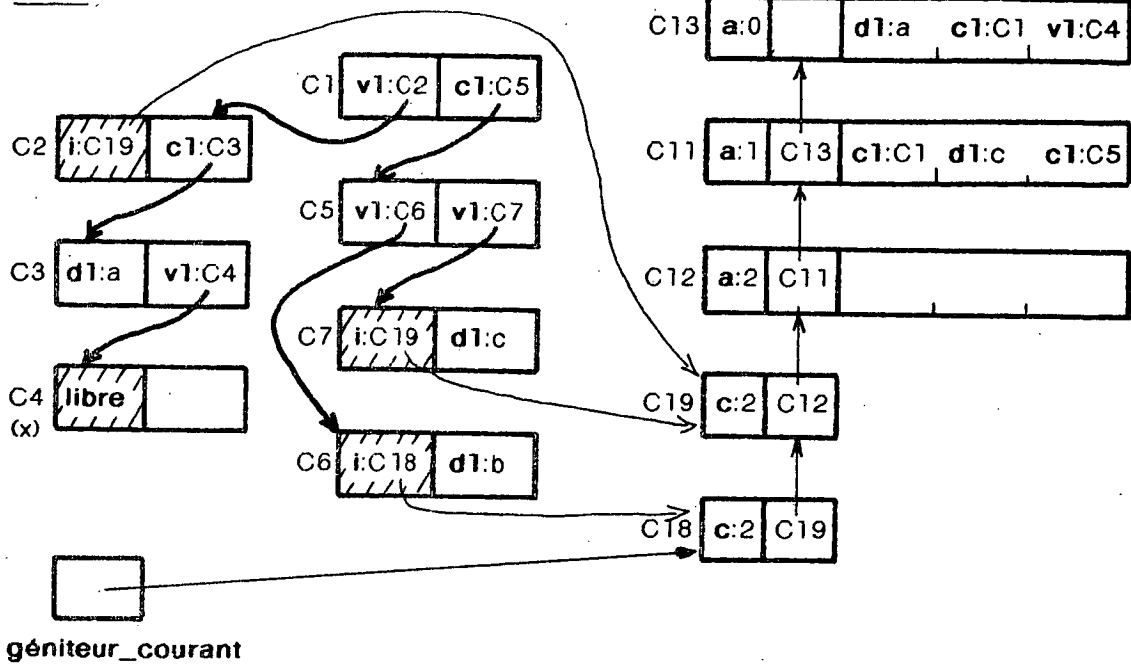 C13 a:0 d1:a c1:C1 v1:C4
C1 v1:C2 c1:C5
C2 i:C19 c1:C3
C11 a:1 C13 c1:C1 d1:c c1:C5
C5 v1:C6 v1:C7
C3 d1:a v1:C4
C12 a:2 C11
C7 i:C19 d1:c
C4 libre
(x)
C19 c:2 C12
C6 i:C18 d1:b
C18 c:2 C19
géniteur_courant